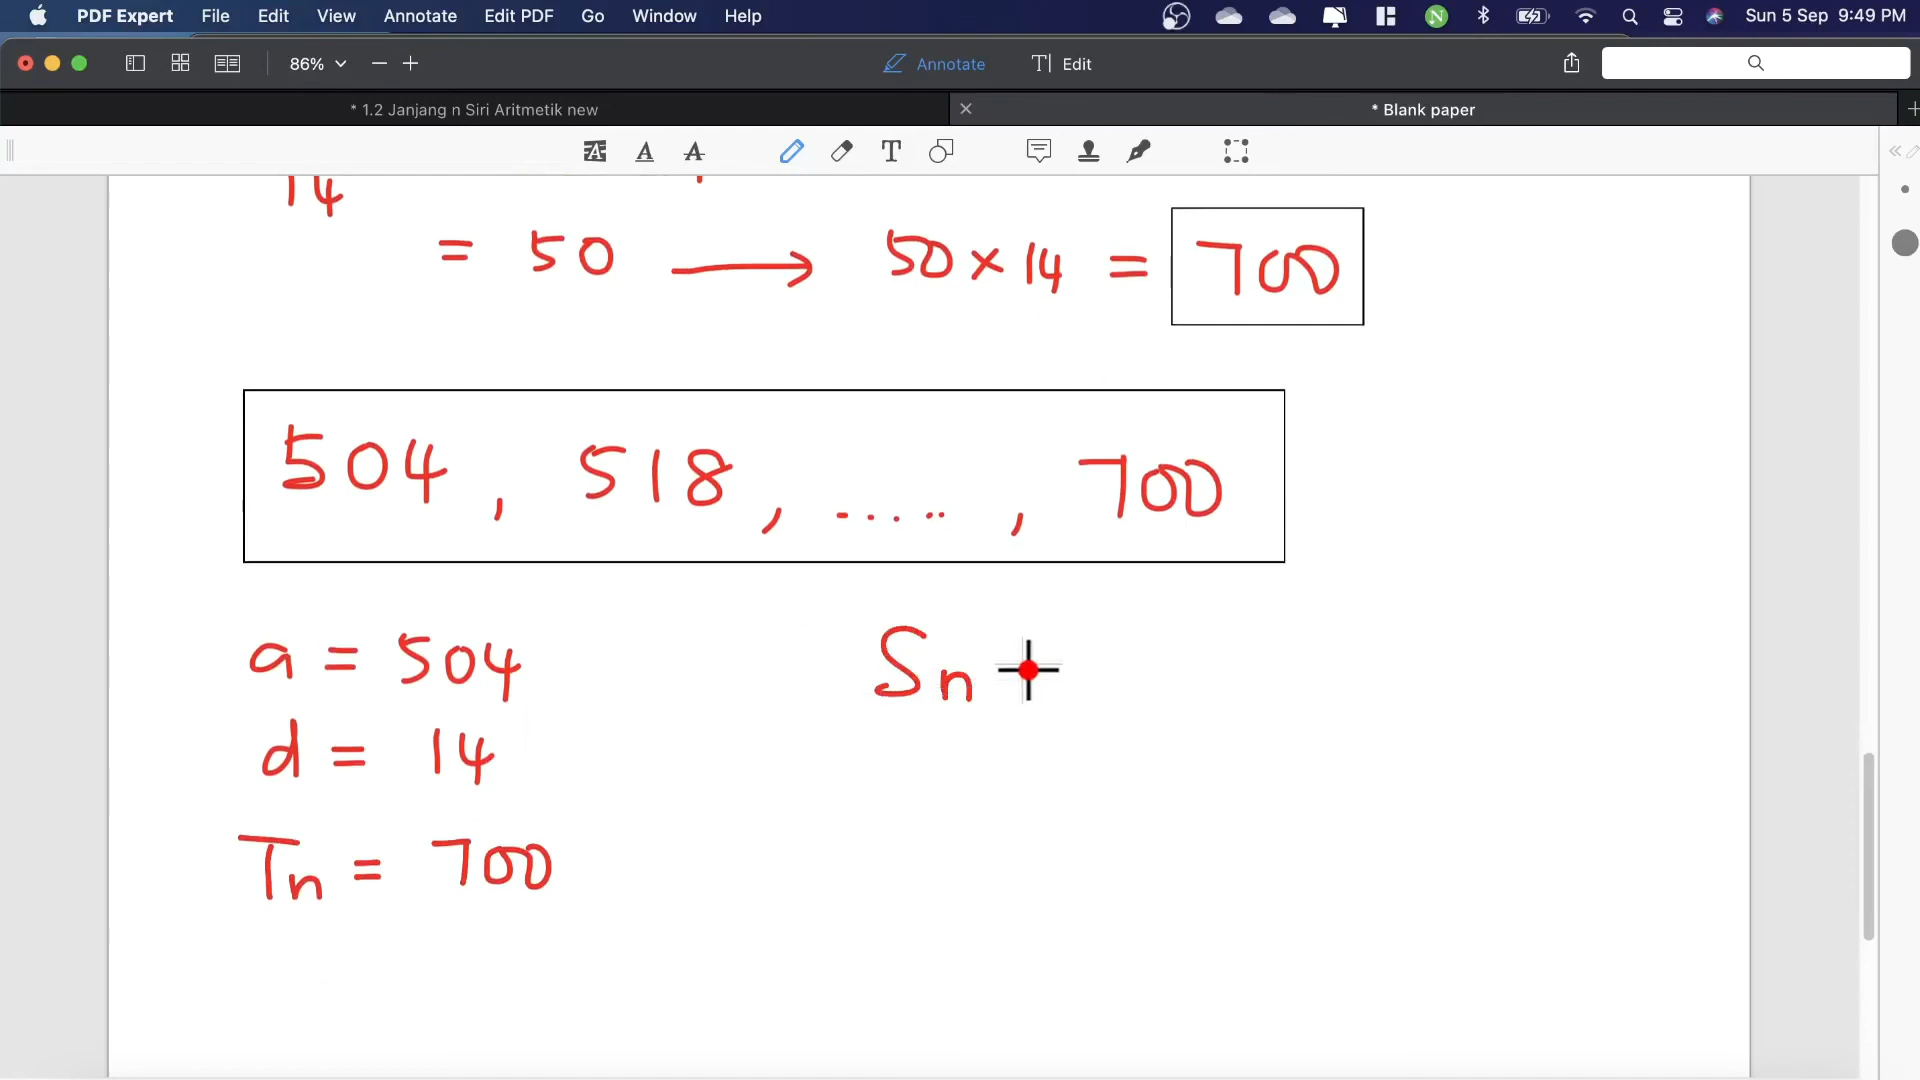 PDF Expert File Edit View Annotate Edit PDF Go Window Help Sun 5 Sep 9:49 PM
86% Annotate Edit
* 1.2 Janjang n Siri Aritmetik new * Blank paper
14
= 50 → 50 × 14 = 700
504 , 518 , ..... , 700
a = 504
Sn
d = 14
Tn = 700